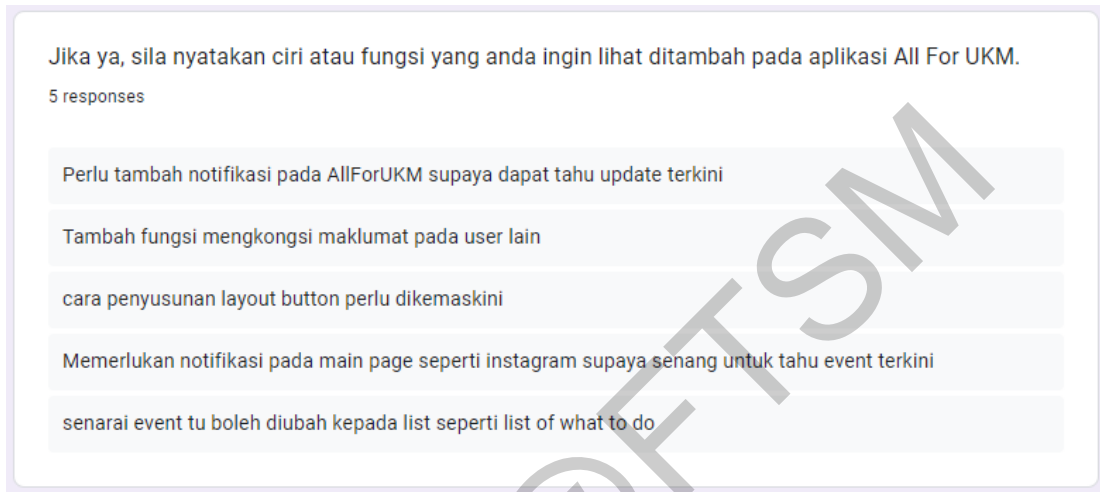 Jika ya, sila nyatakan ciri atau fungsi yang anda ingin lihat ditambah pada aplikasi All For UKM.
5 responses
Perlu tambah notifikasi pada AllForUKM supaya dapat tahu update terkini
Tambah fungsi mengkongsi maklumat pada user lain
cara penyusunan layout button perlu dikemaskini
Memerlukan notifikasi pada main page seperti instagram supaya senang untuk tahu event terkini
senarai event tu boleh diubah kepada list seperti list of what to do
@FTSM